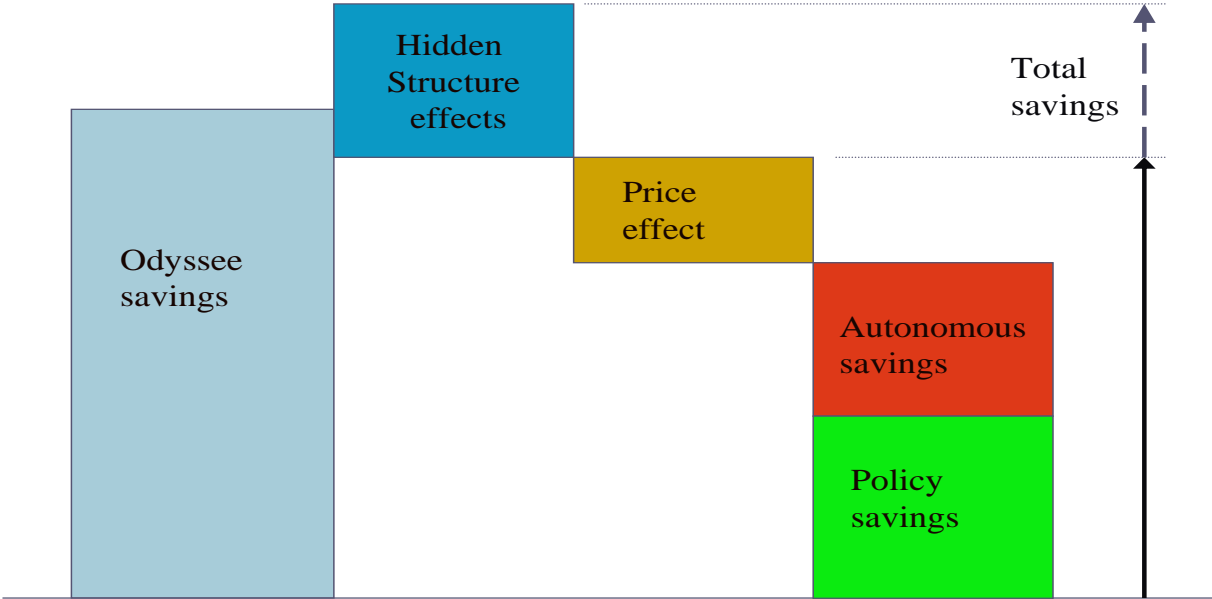 Hidden
Structure
effects
Total
savings
Price
effect
Odyssee
savings
Autonomous
savings
Policy
savings